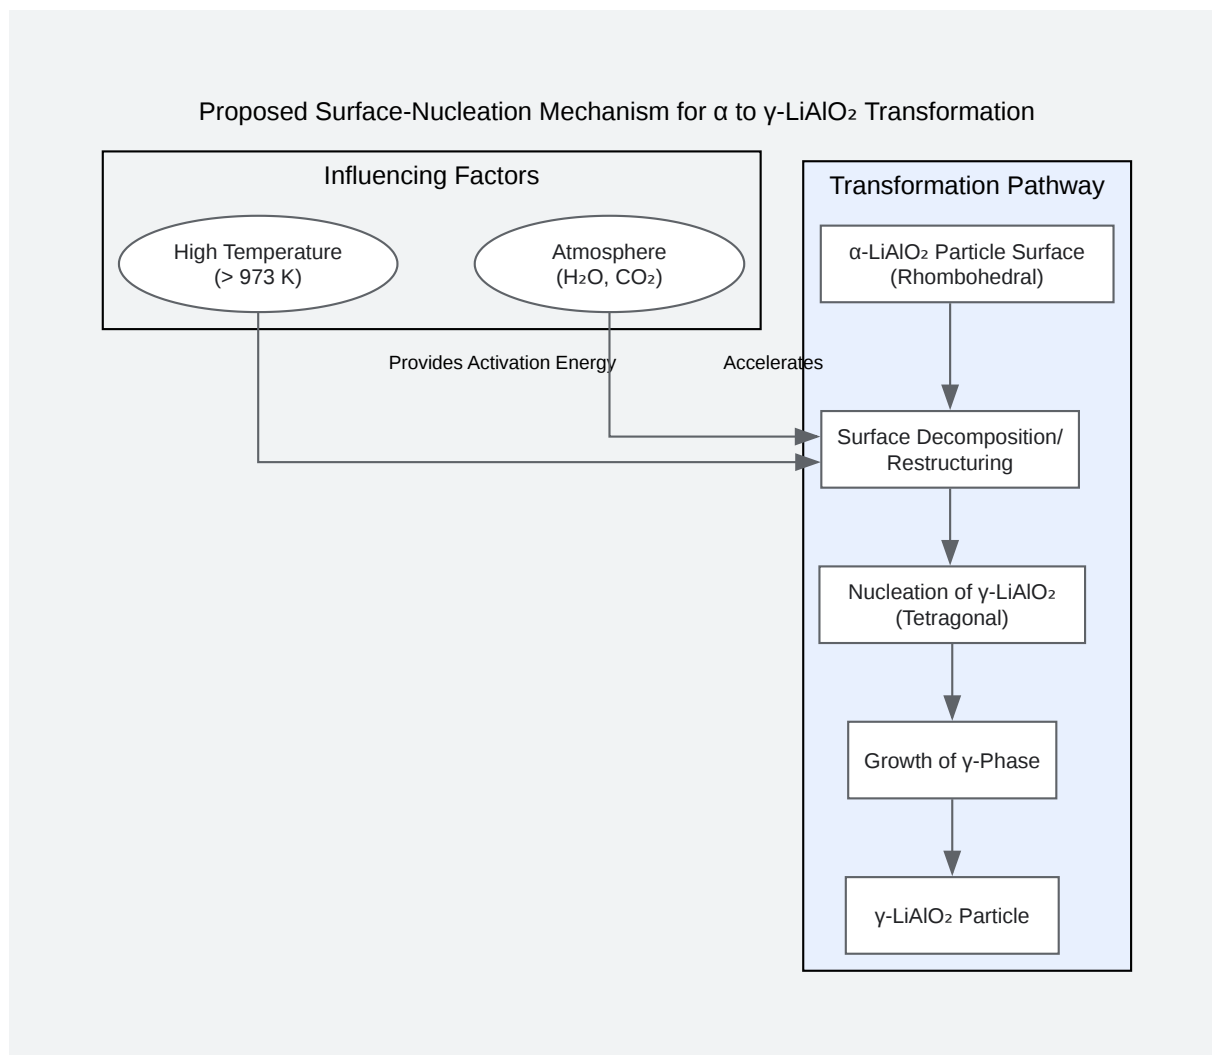 Proposed Surface-Nucleation Mechanism for α to γ-LiAlO₂ Transformation
Influencing Factors
High Temperature
(> 973 K)
Atmosphere
(H₂O, CO₂)
Provides Activation Energy
Accelerates
Transformation Pathway
α-LiAlO₂ Particle Surface
(Rhombohedral)
Surface Decomposition/
Restructuring
Nucleation of γ-LiAlO₂
(Tetragonal)
Growth of γ-Phase
γ-LiAlO₂ Particle